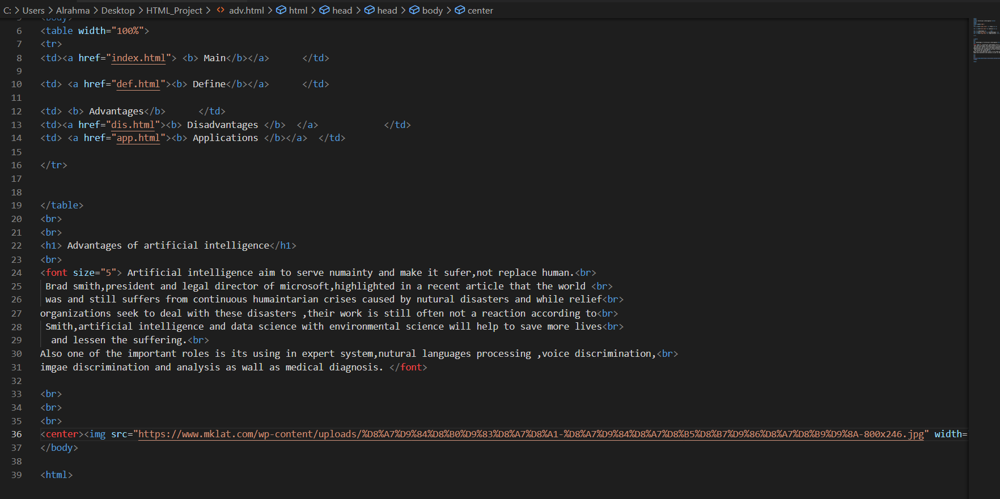 C: > Users > Alrahma > Desktop > HTML_Project > <> adv.html > html > head > head > body > center
5 <body>
6 <table width="100%">
7 <tr>
8 <td><a href="index.html"> <b> Main</b></a>      </td>
9
10 <td> <a href="def.html"><b> Define</b></a>      </td>
11
12 <td> <b> Advantages</b>      </td>
13 <td><a href="dis.html"><b> Disadvantages </b>  </a>            </td>
14 <td> <a href="app.html"><b> Applications </b></a>  </td>
15
16 </tr>
17
18
19 </table>
20 <br>
21 <br>
22 <h1> Advantages of artificial intelligence</h1>
23 <br>
24 <font size="5"> Artificial intelligence aim to serve numainty and make it sufer,not replace human.<br>
25  Brad smith,president and legal director of microsoft,highlighted in a recent article that the world <br>
26  was and still suffers from continuous humaintarian crises caused by nutural disasters and while relief<br>
27 organizations seek to deal with these disasters ,their work is still often not a reaction according to<br>
28  Smith,artificial intelligence and data science with environmental science will help to save more lives<br>
29   and lessen the suffering.<br>
30 Also one of the important roles is its using in expert system,nutural languages processing ,voice discrimination,<br>
31 imgae discrimination and analysis as wall as medical diagnosis. </font>
32
33 <br>
34 <br>
35 <br>
36 <center><img src="https://www.mklat.com/wp-content/uploads/%D8%A7%D9%84%D8%B0%D9%83%D8%A7%D8%A1-%D8%A7%D9%84%D8%A7%D8%B5%D8%B7%D9%86%D8%A7%D8%B9%D9%8A-800x246.jpg" width=
37 </body>
38
39 <html>